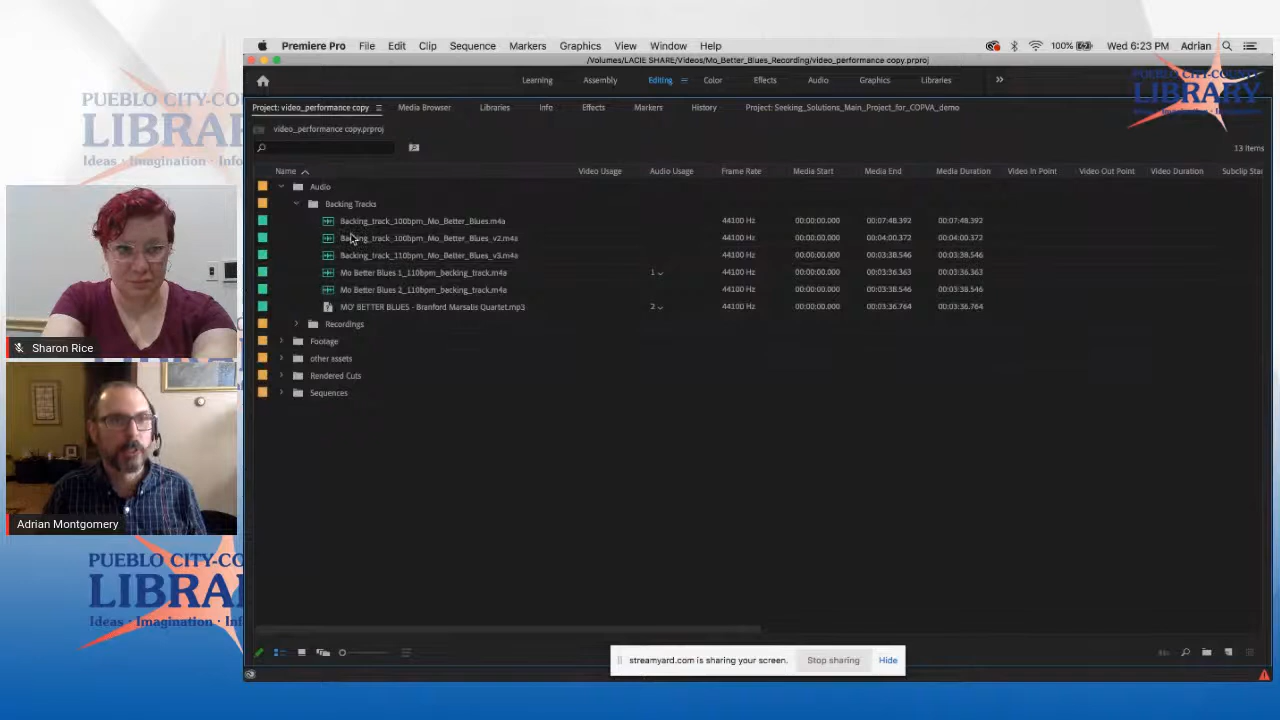 PUEBLO CITY-COUNTY
LIBRARY
Ideas · Imagination · Info
Sharon Rice
Adrian Montgomery
PUEBLO CITY-COU
LIBRA
Ideas · Imagination · Inf
Premiere Pro File Edit Clip Sequence Markers Graphics View Window Help 100% Wed 6:23 PM Adrian
/Volumes/LACIE SHARE/Videos/Mo_Better_Blues_Recording/video_performance copy.prproj
Learning Assembly Editing Color Effects Audio Graphics Libraries
PUEBLO CITY-COUNTY
LIBRARY
Project: video_performance copy Media Browser Libraries Info Effects Markers History Project: Seeking_Solutions_Main_Project_for_COPVA_demo
video_performance copy.prproj
13 Items
Name Video Usage Audio Usage Frame Rate Media Start Media End Media Duration Video In Point Video Out Point Video Duration Subclip Star
Audio
Backing Tracks
Backing_track_100bpm_Mo_Better_Blues.m4a 44100 Hz 00:00:00.000 00:07:48.392 00:07:48.392
Backing_track_100bpm_Mo_Better_Blues_v2.m4a 44100 Hz 00:00:00.000 00:04:00.372 00:04:00.372
Backing_track_110bpm_Mo_Better_Blues_v3.m4a 44100 Hz 00:00:00.000 00:03:38.546 00:03:38.546
Mo Better Blues 1_110bpm_backing_track.m4a 1 44100 Hz 00:00:00.000 00:03:36.363 00:03:36.363
Mo Better Blues 2_110bpm_backing_track.m4a 44100 Hz 00:00:00.000 00:03:38.546 00:03:38.546
MO' BETTER BLUES - Branford Marsalis Quartet.mp3 2 44100 Hz 00:00:00.000 00:03:36.764 00:03:36.764
Recordings
Footage
other assets
Rendered Cuts
Sequences
streamyard.com is sharing your screen. Stop sharing Hide